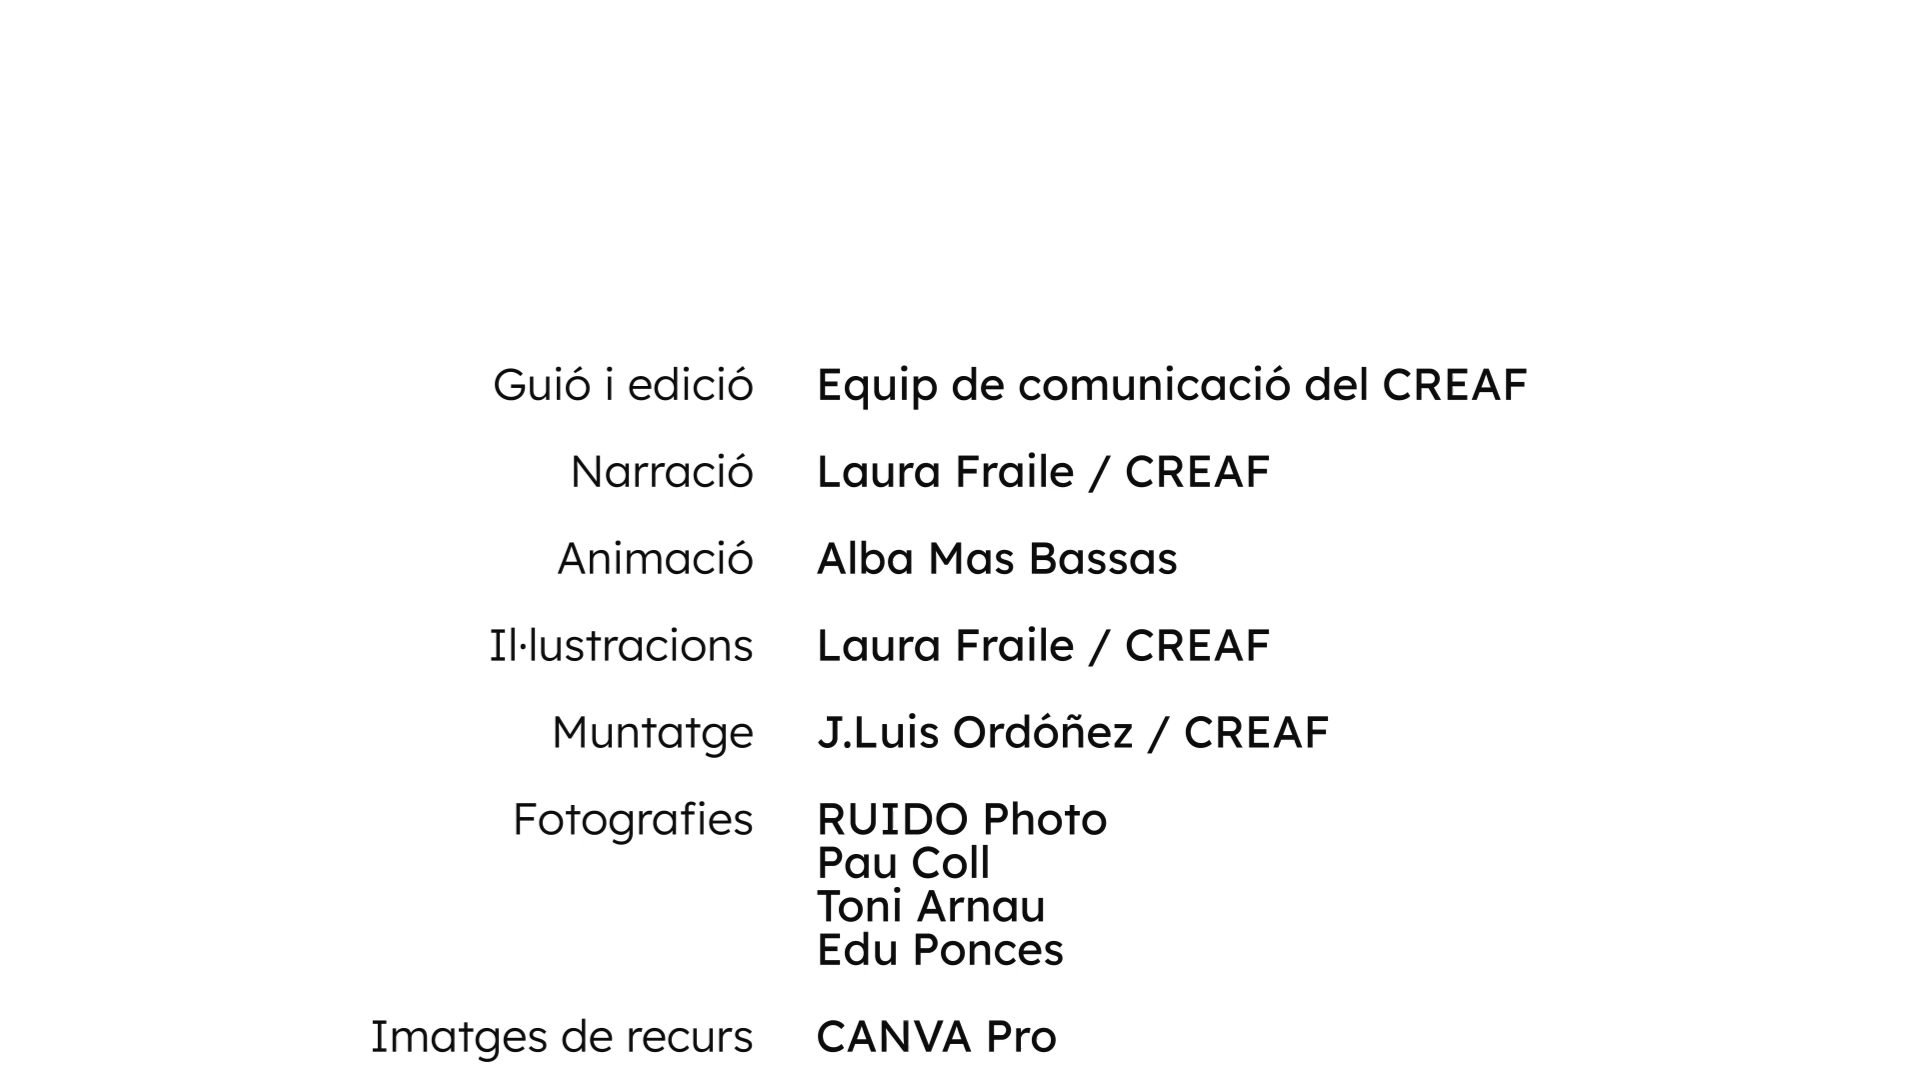 Guió i edició Equip de comunicació del CREAF
Narració Laura Fraile / CREAF
Animació Alba Mas Bassas
Il·lustracions Laura Fraile / CREAF
Muntatge J.Luis Ordóñez / CREAF
Fotografies RUIDO Photo
Pau Coll
Toni Arnau
Edu Ponces
Imatges de recurs CANVA Pro